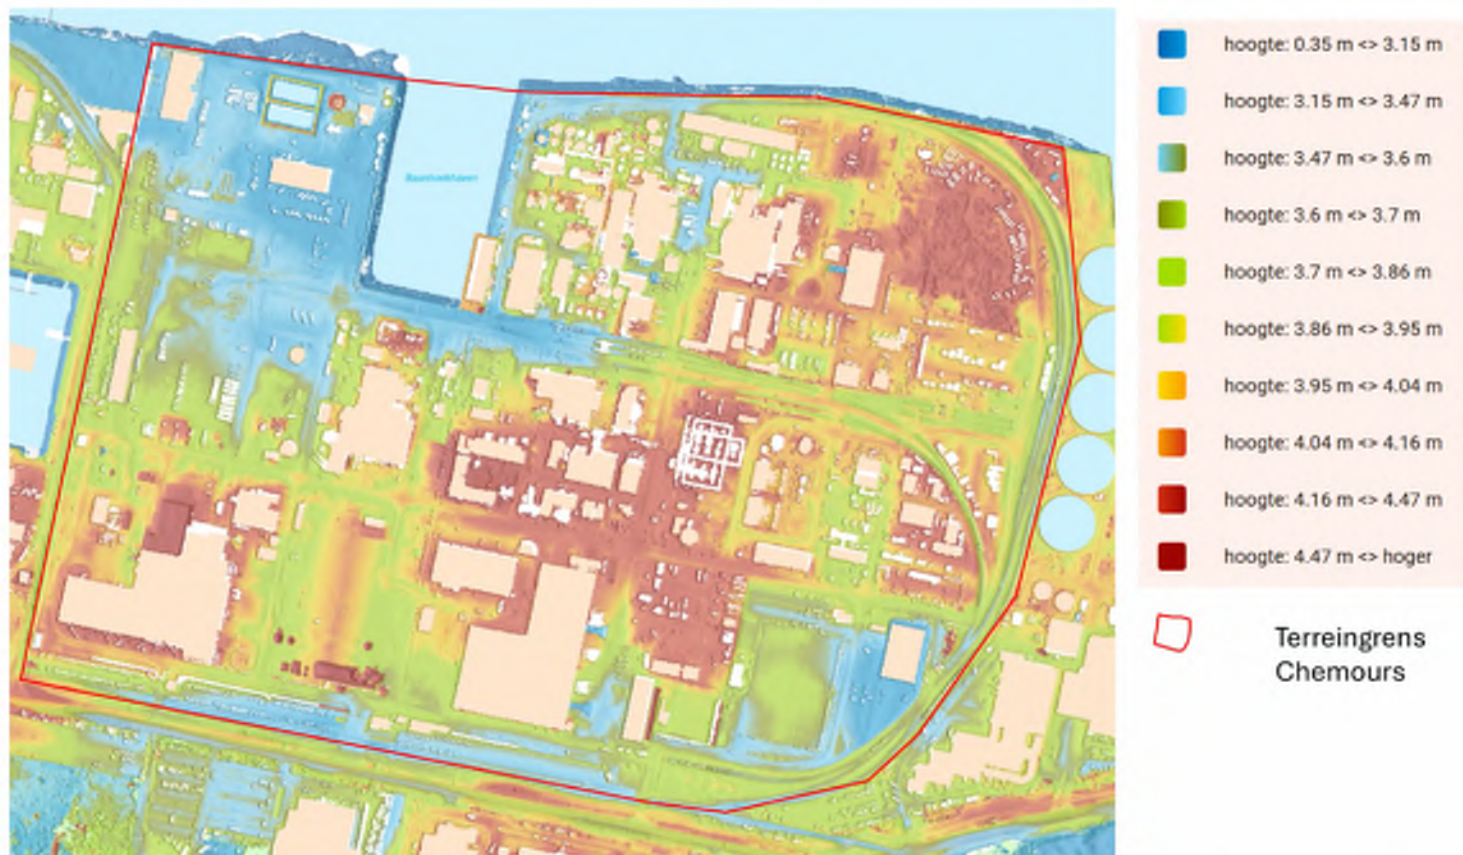 hoogte: 0.35 m <> 3.15 m
hoogte: 3.15 m <> 3.47 m
hoogte: 3.47 m <> 3.6 m
hoogte: 3.6 m <> 3.7 m
hoogte: 3.7 m <> 3.86 m
hoogte: 3.86 m <> 3.95 m
hoogte: 3.95 m <> 4.04 m
hoogte: 4.04 m <> 4.16 m
hoogte: 4.16 m <> 4.47 m
hoogte: 4.47 m <> hoger
Terreingrens
Chemours
Baanhoekhaven